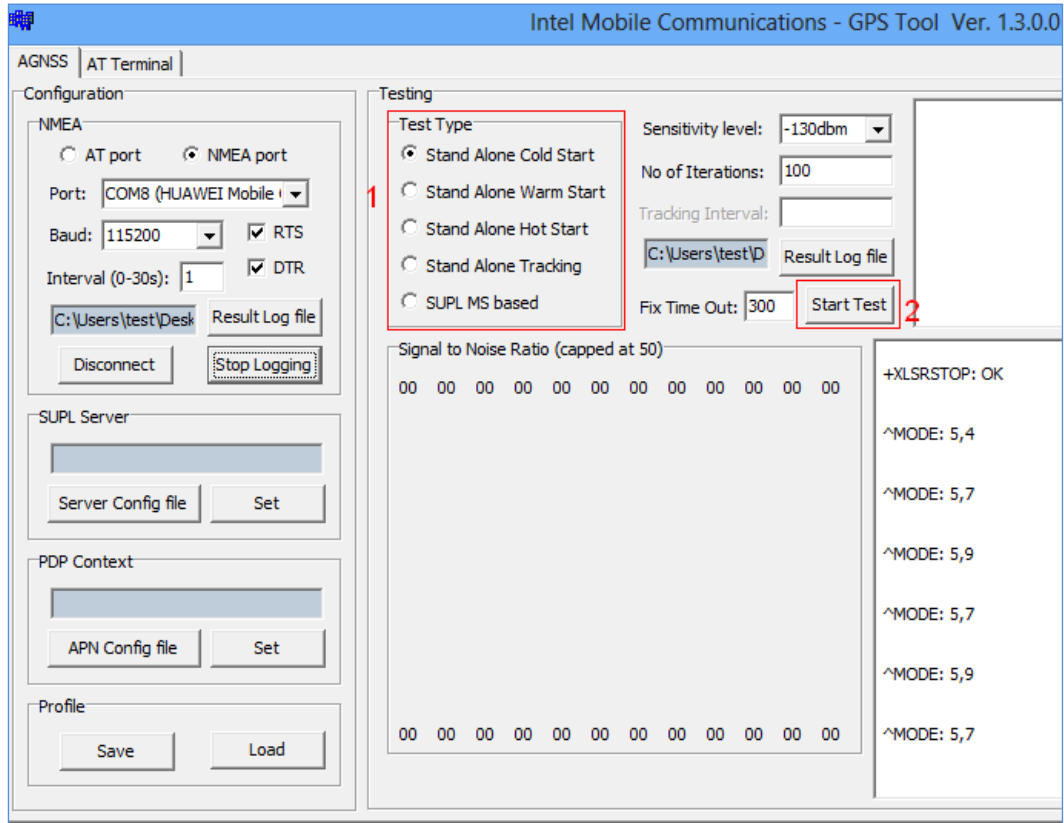 Intel Mobile Communications - GPS Tool Ver. 1.3.0.0
AGNSS AT Terminal
Configuration
NMEA
AT port NMEA port
Port: COM8 (HUAWEI Mobile
Baud: 115200 RTS
Interval (0-30s): 1 DTR
C:\Users\test\Desk Result Log file
Disconnect Stop Logging
SUPL Server
Server Config file Set
PDP Context
APN Config file Set
Profile
Save Load
Testing
Test Type
1
Stand Alone Cold Start
Stand Alone Warm Start
Stand Alone Hot Start
Stand Alone Tracking
SUPL MS based
Sensitivity level: -130dbm
No of Iterations: 100
Tracking Interval:
C:\Users\test\D Result Log file
Fix Time Out: 300 Start Test 2
Signal to Noise Ratio (capped at 50)
00 00 00 00 00 00 00 00 00 00 00 00
00 00 00 00 00 00 00 00 00 00 00 00
+XLSRSTOP: OK
^MODE: 5,4
^MODE: 5,7
^MODE: 5,9
^MODE: 5,7
^MODE: 5,9
^MODE: 5,7